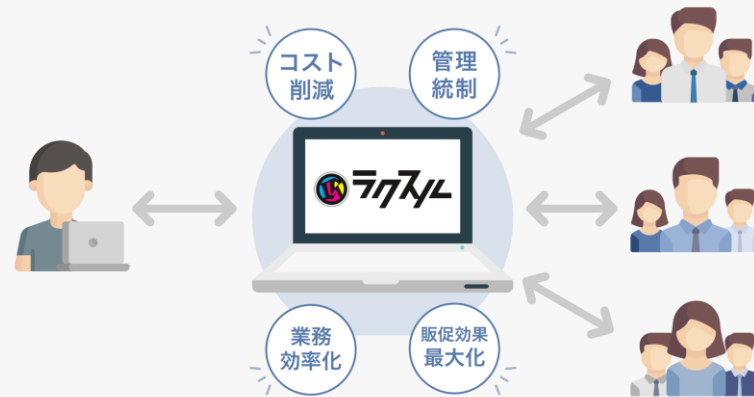 コスト
削減
管理
統制
ラクスル
業務
効率化
販促効果
最大化